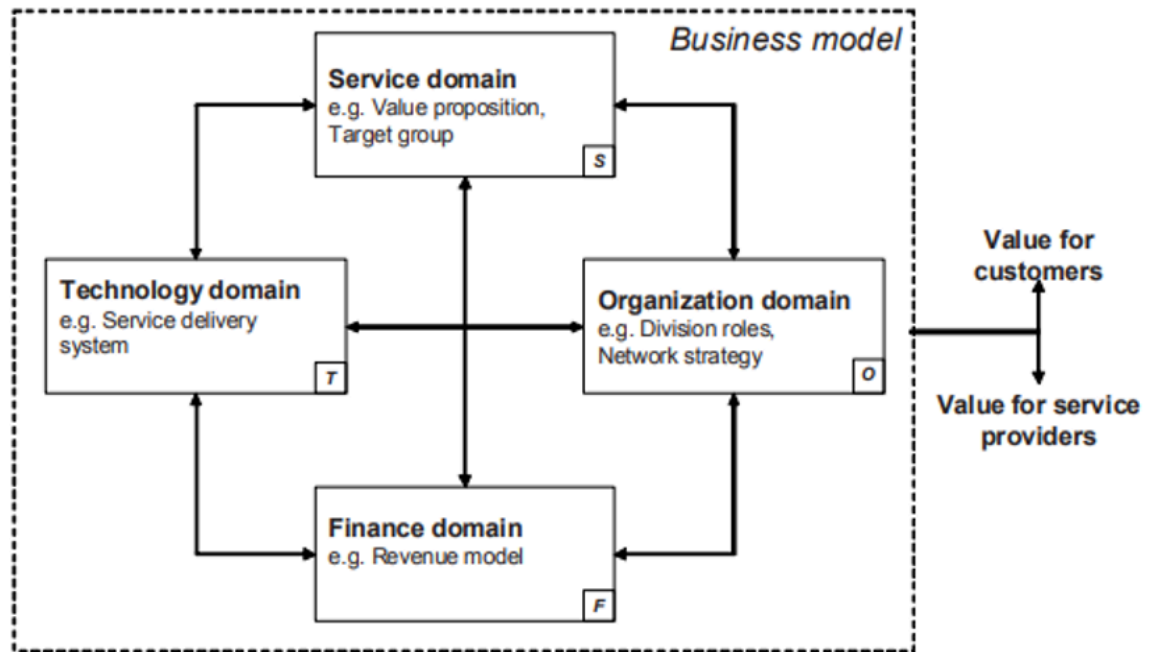 Business model
Service domain
e.g. Value proposition,
Target group
S
Technology domain
e.g. Service delivery
system
T
Organization domain
e.g. Division roles,
Network strategy
O
Value for
customers
Value for service
providers
Finance domain
e.g. Revenue model
F